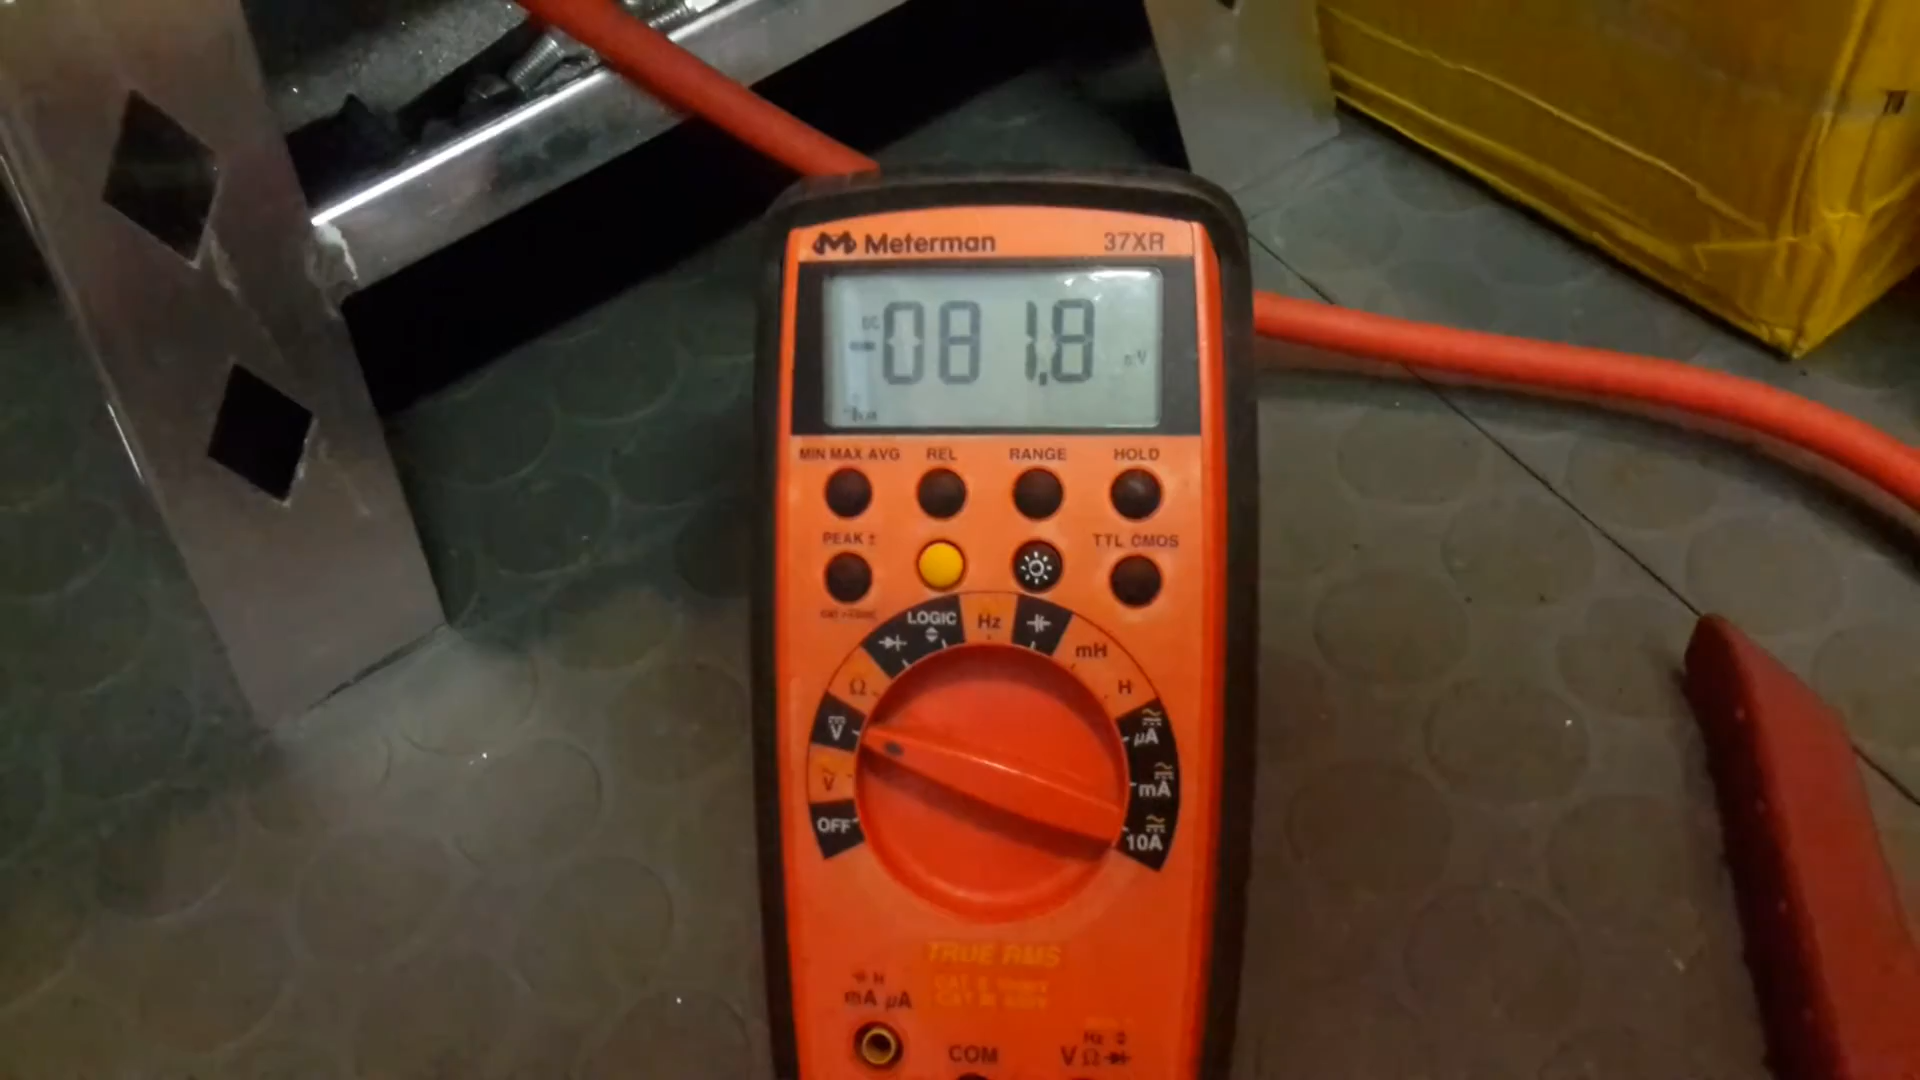 Meterman 37XR
DC
-081.8 mV
MIN MAX AVG REL RANGE HOLD
PEAK ± TTL CMOS
LOGIC Hz
mH
Ω H
V μA
V mA
OFF 10A
TRUE RMS
H
mA μA Hz Ω
COM V Ω